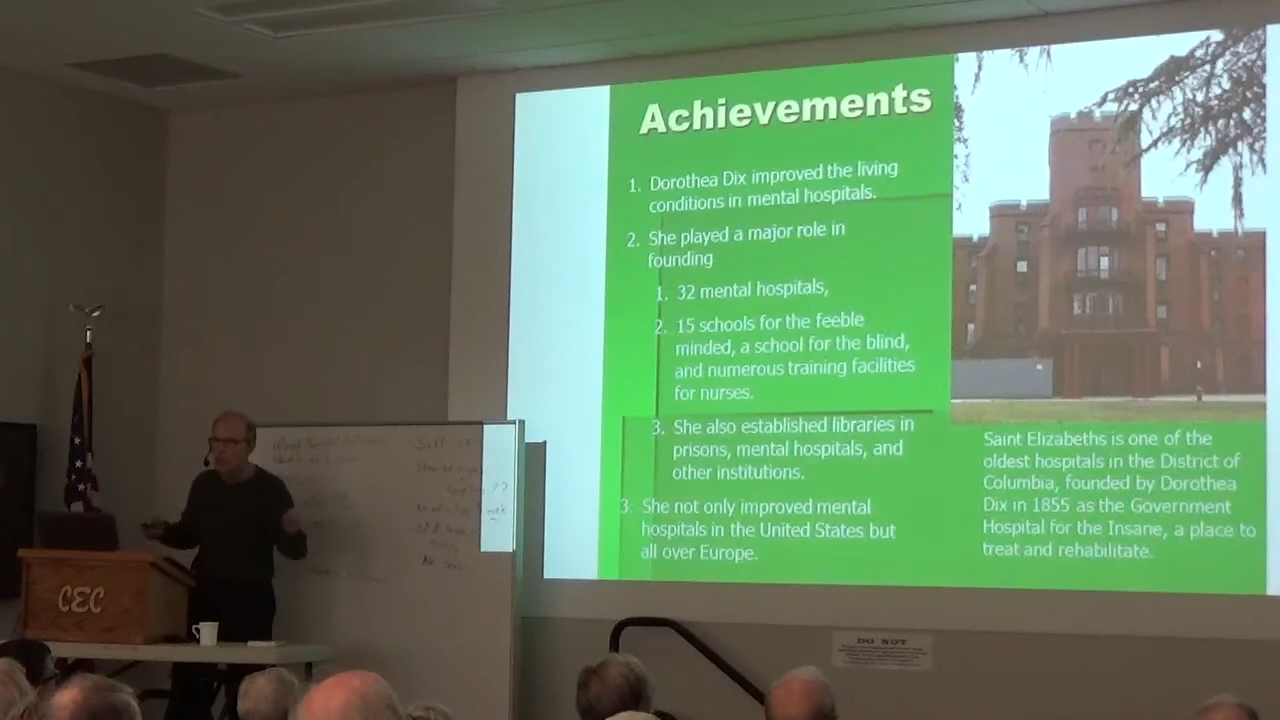 Achievements
1. Dorothea Dix improved the living
conditions in mental hospitals.
2. She played a major role in
founding
1. 32 mental hospitals,
2. 15 schools for the feeble
minded, a school for the blind,
and numerous training facilities
for nurses.
3. She also established libraries in
prisons, mental hospitals, and
other institutions.
3. She not only improved mental
hospitals in the United States but
all over Europe.
Saint Elizabeths is one of the
oldest hospitals in the District of
Columbia, founded by Dorothea
Dix in 1855 as the Government
Hospital for the Insane, a place to
treat and rehabilitate.
CEC
DO NOT